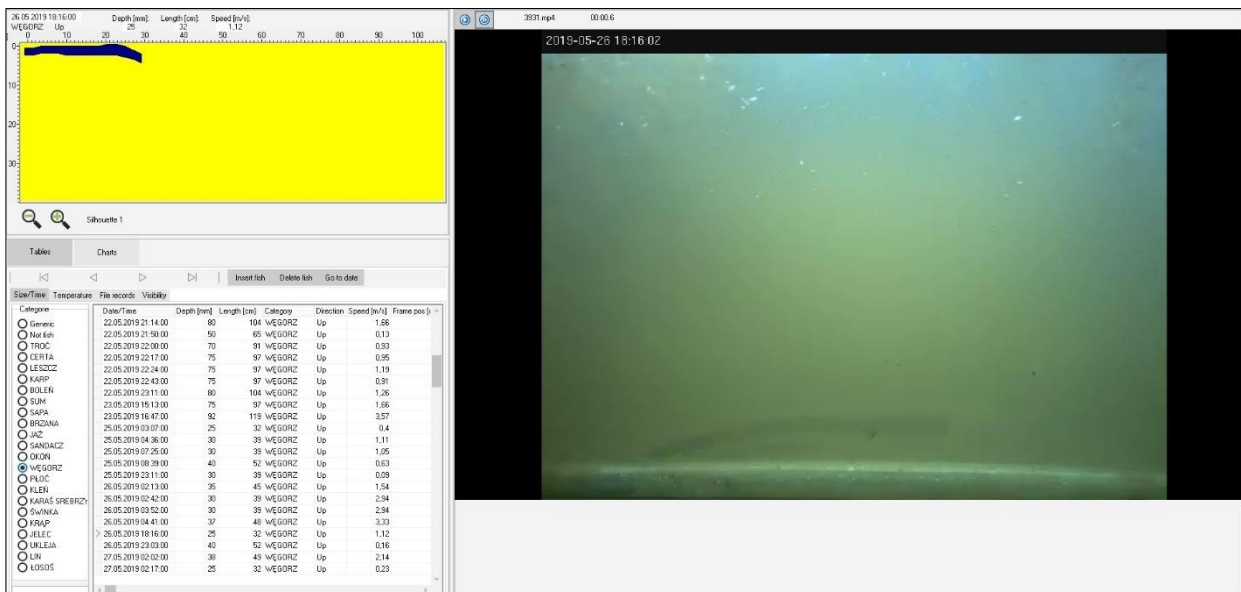 26.05.2019 18:16:00 Depth [mm]: Length [cm]: Speed [m/s]:
WĘGORZ Up 25 32 1,12
0 10 20 30 40 50 60 70 80 90 100
0
10
20
30
Silhouette 1
Tables Charts
Insert fish Delete fish Go to date
Size/Time Temperature File records Visibility
Categorie
Generic
Not fish
TROĆ
CERTA
LESZCZ
KARP
BOLEŃ
SUM
SAPA
BRZANA
JAŹ
SANDACZ
OKOŃ
WĘGORZ
PŁOĆ
KLEŃ
KARAŚ SREBRZY
ŚWINKA
KRĄP
JELEC
UKLEJA
LIN
ŁOSOŚ
Date/Time Depth [mm] Length [cm] Category Direction Speed [m/s] Frame pos [
22.05.2019 21:14:00 80 104 WĘGORZ Up 1,66
22.05.2019 21:50:00 50 65 WĘGORZ Up 0,13
22.05.2019 22:00:00 70 91 WĘGORZ Up 0,93
22.05.2019 22:17:00 75 97 WĘGORZ Up 0,95
22.05.2019 22:24:00 75 97 WĘGORZ Up 1,19
22.05.2019 22:43:00 75 97 WĘGORZ Up 0,91
22.05.2019 23:11:00 80 104 WĘGORZ Up 1,26
23.05.2019 15:13:00 75 97 WĘGORZ Up 1,66
23.05.2019 16:47:00 92 119 WĘGORZ Up 3,57
25.05.2019 03:07:00 25 32 WĘGORZ Up 0,4
25.05.2019 04:36:00 30 39 WĘGORZ Up 1,11
25.05.2019 07:25:00 30 39 WĘGORZ Up 1,05
25.05.2019 08:39:00 40 52 WĘGORZ Up 0,63
25.05.2019 23:11:00 30 39 WĘGORZ Up 0,09
26.05.2019 02:13:00 35 45 WĘGORZ Up 1,54
26.05.2019 02:42:00 30 39 WĘGORZ Up 2,94
26.05.2019 03:52:00 30 39 WĘGORZ Up 2,94
26.05.2019 04:41:00 37 48 WĘGORZ Up 3,33
26.05.2019 18:16:00 25 32 WĘGORZ Up 1,12
26.05.2019 23:03:00 40 52 WĘGORZ Up 0,16
27.05.2019 02:02:00 38 49 WĘGORZ Up 2,14
27.05.2019 02:17:00 25 32 WĘGORZ Up 0,23
3931.mp4 00:00.6
2019-05-26 18:16:02